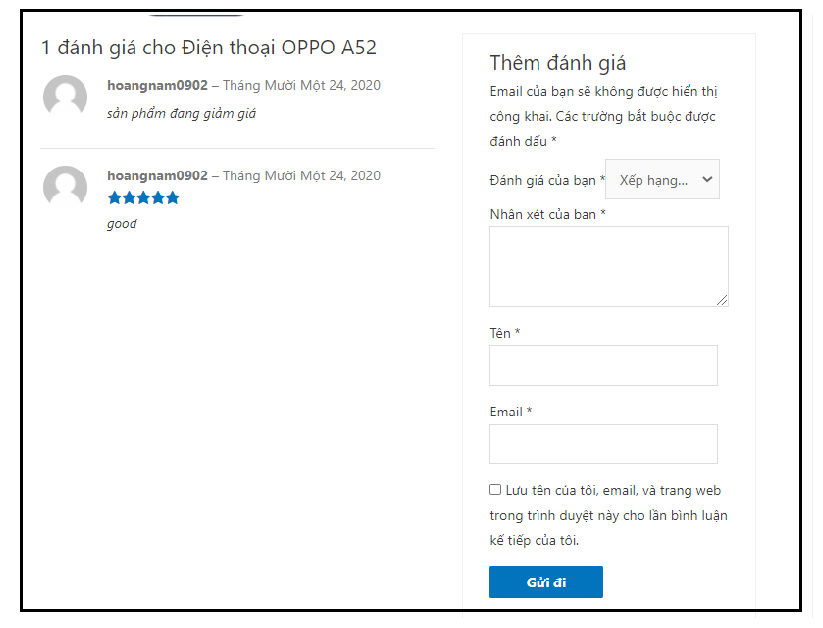 1 đánh giá cho Điện thoại OPPO A52
hoangnam0902 – Tháng Mười Một 24, 2020
sản phẩm đang giảm giá
hoangnam0902 – Tháng Mười Một 24, 2020
good
Thêm đánh giá
Email của bạn sẽ không được hiển thị
công khai. Các trường bắt buộc được
đánh dấu *
Đánh giá của bạn * Xếp hạng...
Nhận xét của bạn *
Tên *
Email *
Lưu tên của tôi, email, và trang web
trong trình duyệt này cho lần bình luận
kế tiếp của tôi.
Gửi đi